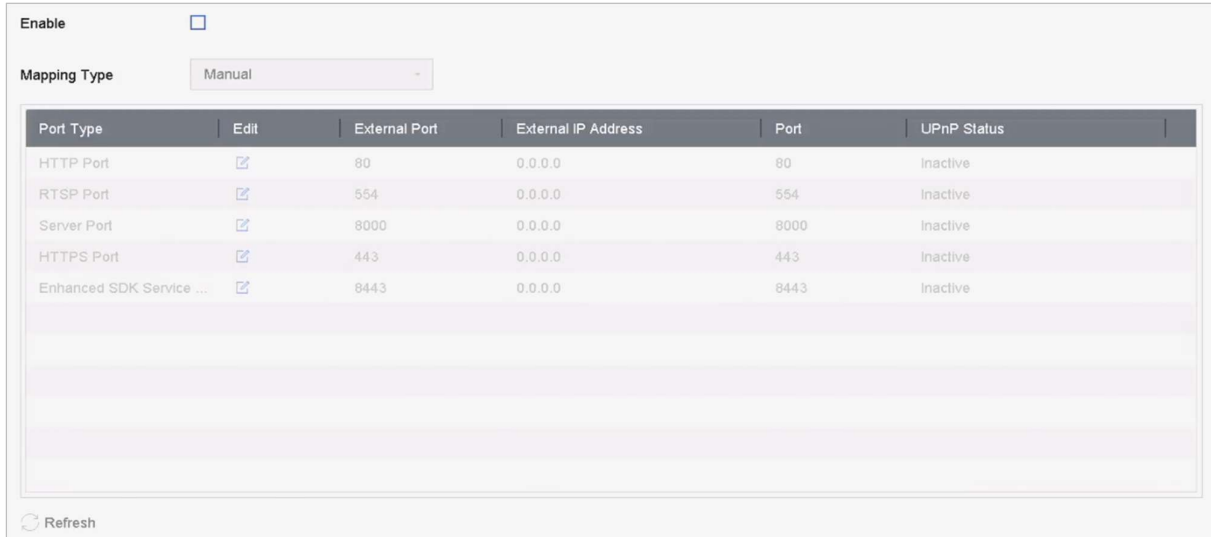 Enable
Mapping Type Manual
Port Type Edit External Port External IP Address Port UPnP Status
HTTP Port 80 0.0.0.0 80 Inactive
RTSP Port 554 0.0.0.0 554 Inactive
Server Port 8000 0.0.0.0 8000 Inactive
HTTPS Port 443 0.0.0.0 443 Inactive
Enhanced SDK Service ... 8443 0.0.0.0 8443 Inactive
Refresh